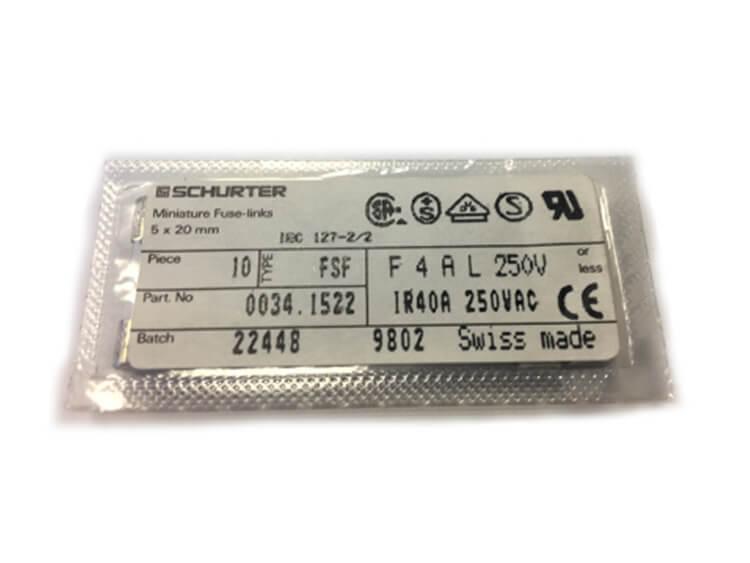 SCHURTER
Miniature Fuse-links
5 x 20 mm
IEC 127-2/2
Piece 10 TYPE FSF F 4 A L 250V or less
Part. No 0034.1522 IR40A 250VAC CE
Batch 22448 9802 Swiss made